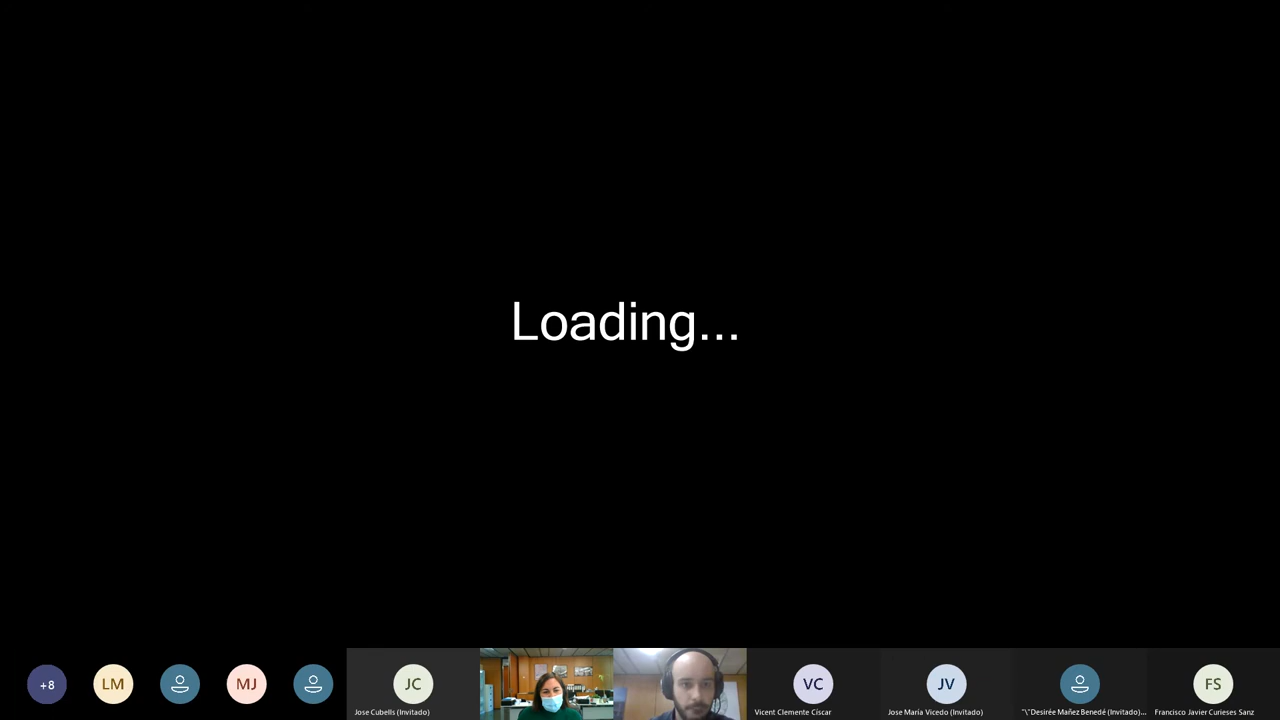 Loading...
+8
LM
MJ
JC
Jose Cubells (Invitado)
VC
Vicent Clemente Císcar
JV
Jose María Vicedo (Invitado)
"\"Desirée Mañez Benedé (Invitado)...
FS
Francisco Javier Curieses Sanz